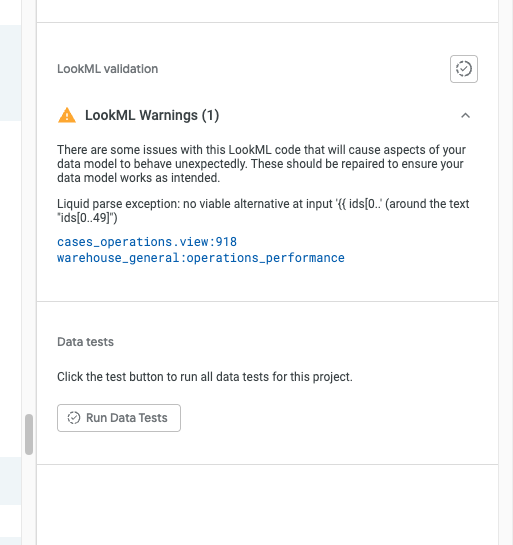 LookML validation
LookML Warnings (1)
There are some issues with this LookML code that will cause aspects of your
data model to behave unexpectedly. These should be repaired to ensure your
data model works as intended.
Liquid parse exception: no viable alternative at input '{{ ids[0..' (around the text
"ids[0..49]")
cases_operations.view:918
warehouse_general:operations_performance
Data tests
Click the test button to run all data tests for this project.
Run Data Tests